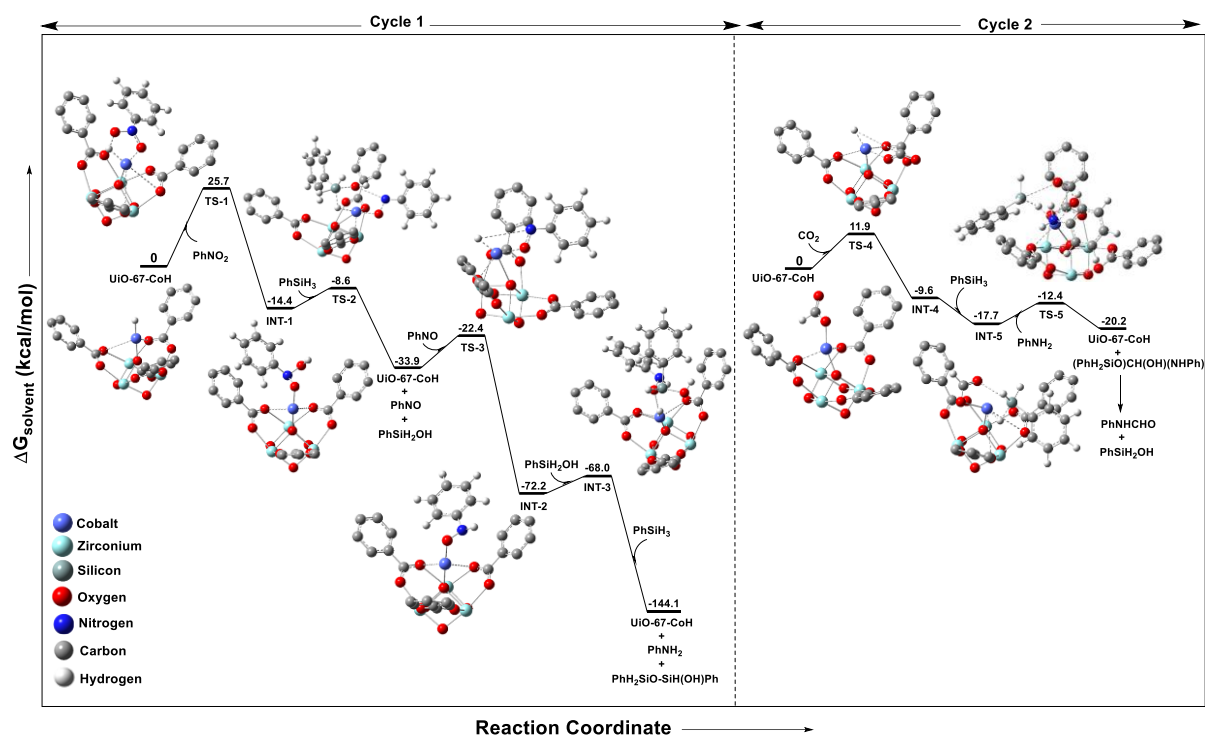 Cycle 1
Cycle 2
ΔGsolvent (kcal/mol)
0
UiO-67-CoH
PhNO2
25.7
TS-1
-14.4
INT-1
PhSiH3
-8.6
TS-2
-33.9
UiO-67-CoH
+
PhNO
+
PhSiH2OH
PhNO
-22.4
TS-3
-72.2
INT-2
PhSiH2OH
-68.0
INT-3
PhSiH3
-144.1
UiO-67-CoH
+
PhNH2
+
PhH2SiO-SiH(OH)Ph
0
UiO-67-CoH
CO2
11.9
TS-4
-9.6
INT-4
PhSiH3
-17.7
INT-5
PhNH2
-12.4
TS-5
-20.2
UiO-67-CoH
+
(PhH2SiO)CH(OH)(NHPh)
PhNHCHO
+
PhSiH2OH
Cobalt
Zirconium
Silicon
Oxygen
Nitrogen
Carbon
Hydrogen
Reaction Coordinate